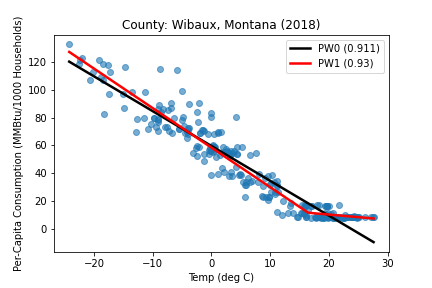 County: Wibaux, Montana (2018)
PW0 (0.911)
PW1 (0.93)
Per-Capita Consumption (MMBtu/1000 Households)
120
100
80
60
40
20
0
−20 −10 0 10 20 30
Temp (deg C)